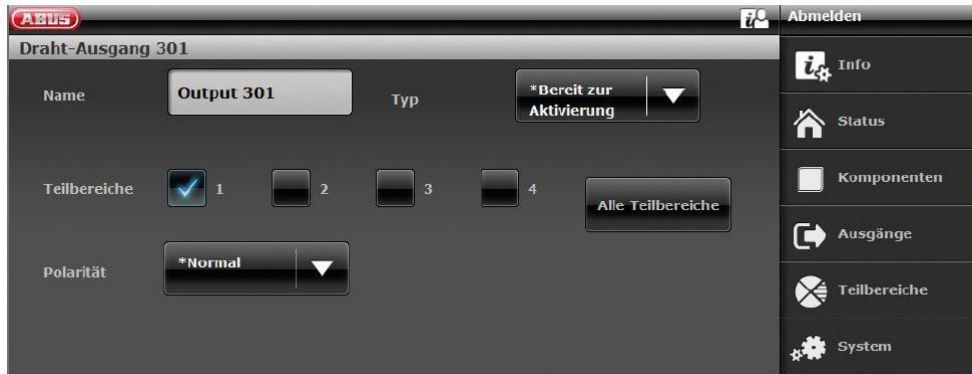 ABUS
Abmelden
Draht-Ausgang 301
Name
Output 301
Typ
*Bereit zur
Aktivierung
Teilbereiche
1
2
3
4
Alle Teilbereiche
Polarität
*Normal
Info
Status
Komponenten
Ausgänge
Teilbereiche
System